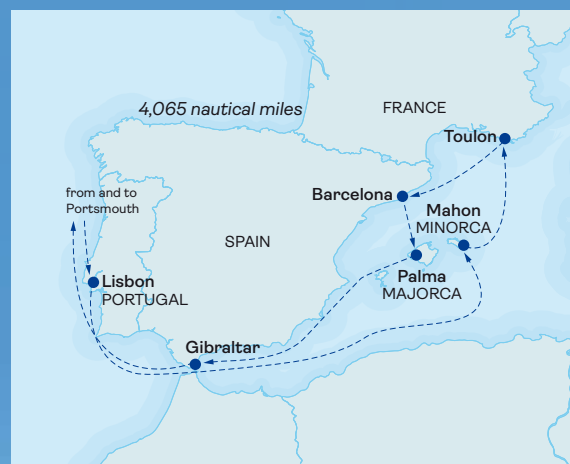 4,065 nautical miles
FRANCE
Toulon
Barcelona
Mahon
MINORCA
from and to
Portsmouth
SPAIN
Lisbon
PORTUGAL
Palma
MAJORCA
Gibraltar